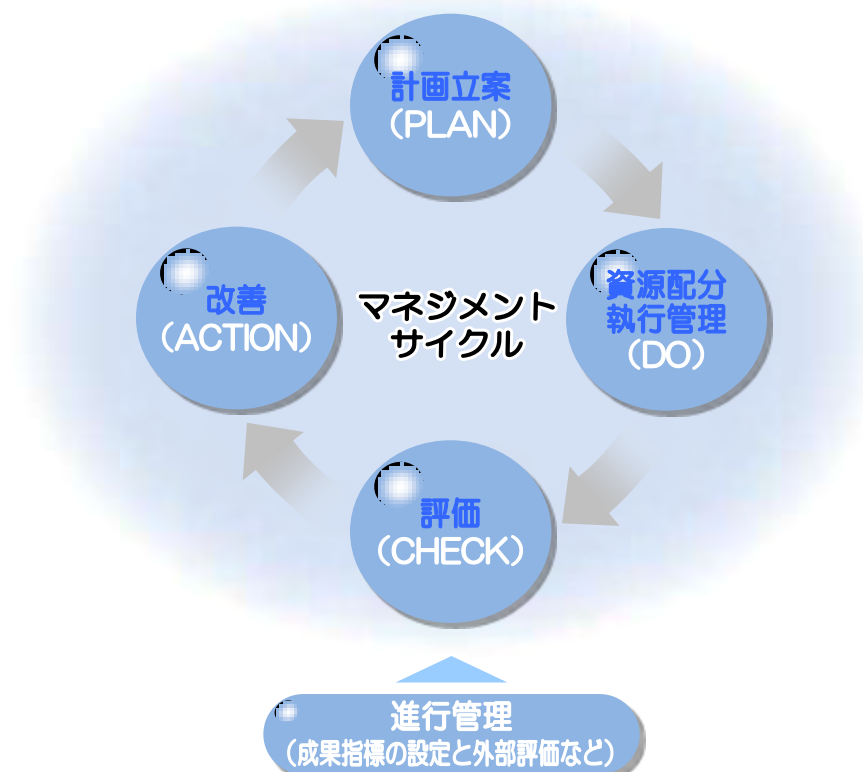 計画立案
（PLAN）
改善
（ACTION）
マネジメント
サイクル
資源配分
執行管理
（DO）
評価
（CHECK）
進行管理
（成果指標の設定と外部評価など）